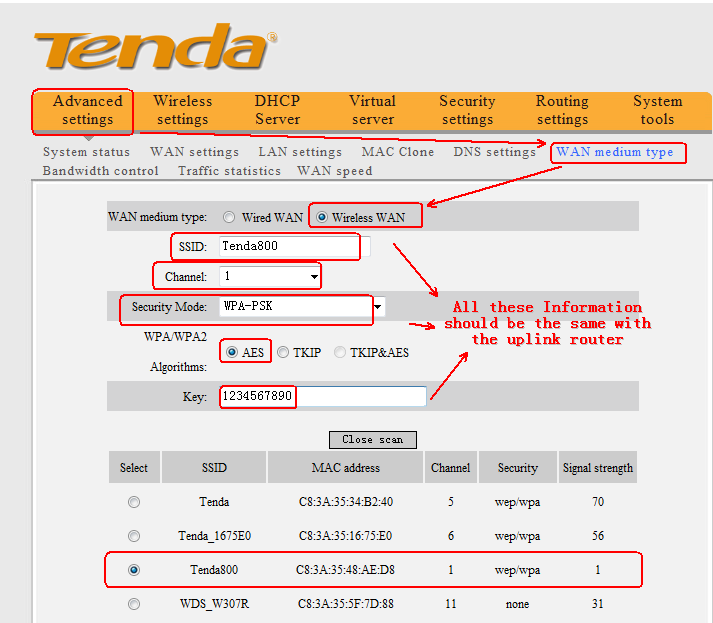 Tenda®
Advanced settings Wireless settings DHCP Server Virtual server Security settings Routing settings System tools
System status WAN settings LAN settings MAC Clone DNS settings WAN medium type
Bandwidth control Traffic statistics WAN speed
WAN medium type: Wired WAN Wireless WAN
SSID: Tenda800
Channel: 1
Security Mode: WPA-PSK
All these Information
should be the same with
the uplink router
WPA/WPA2
Algorithms: AES TKIP TKIP&AES
Key: 1234567890
Close scan
Select SSID MAC address Channel Security Signal strength
Tenda C8:3A:35:34:B2:40 5 wep/wpa 70
Tenda_1675E0 C8:3A:35:16:75:E0 6 wep/wpa 56
Tenda800 C8:3A:35:48:AE:D8 1 wep/wpa 1
WDS_W307R C8:3A:35:5F:7D:88 11 none 31